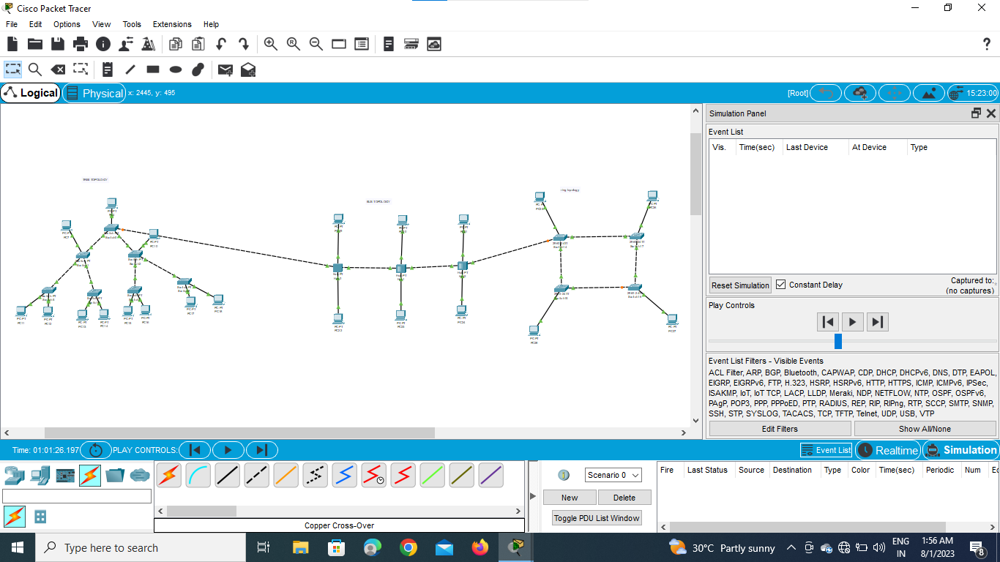 Cisco Packet Tracer
File Edit Options View Tools Extensions Help
?
Logical Physical x: 2445, y: 495 [Root] 15:23:00
Simulation Panel
Event List
Vis. Time(sec) Last Device At Device Type
TREE TOPOLOGY
BUS TOPOLOGY
ring topology
Reset Simulation Constant Delay Captured to:
(no captures)
Play Controls
Event List Filters - Visible Events
ACL Filter, ARP, BGP, Bluetooth, CAPWAP, CDP, DHCP, DHCPv6, DNS, DTP, EAPOL,
EIGRP, EIGRPv6, FTP, H.323, HSRP, HSRPv6, HTTP, HTTPS, ICMP, ICMPv6, IPSec,
ISAKMP, IoT, IoT TCP, LACP, LLDP, Meraki, NDP, NETFLOW, NTP, OSPF, OSPFv6,
PAgP, POP3, PPP, PPPoED, PTP, RADIUS, REP, RIP, RIPng, RTP, SCCP, SMTP, SNMP,
SSH, STP, SYSLOG, TACACS, TCP, TFTP, Telnet, UDP, USB, VTP
Edit Filters Show All/None
Time: 01:01:26.197 PLAY CONTROLS: Event List Realtime Simulation
Scenario 0
New Delete
Toggle PDU List Window
Fire Last Status Source Destination Type Color Time(sec) Periodic Num
Copper Cross-Over
Type here to search
30°C Partly sunny
ENG
IN
1:56 AM
8/1/2023
8